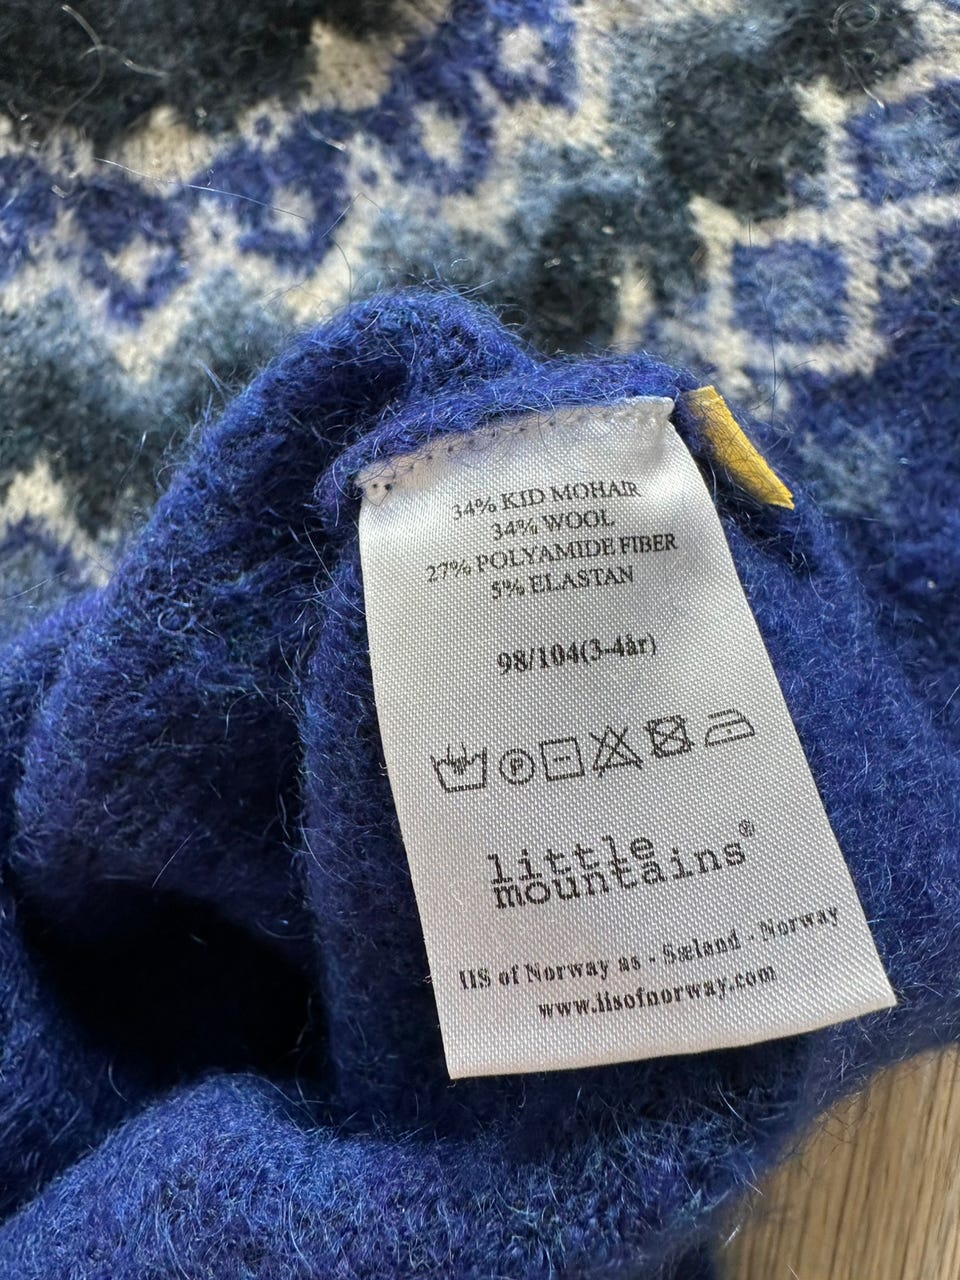 34% KID MOHAIR
34% WOOL
27% POLYAMIDE FIBER
5% ELASTAN
98/104(3-4år)
P
little
mountains®
IIS of Norway as - Sæland - Norway
www.iisofnorway.com